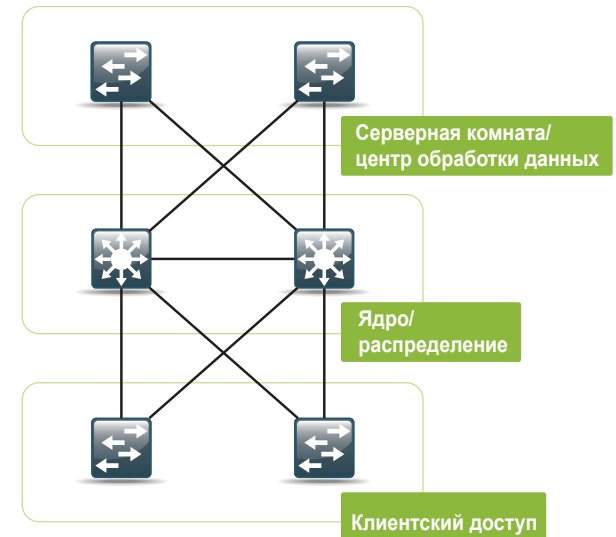 Серверная комната/
центр обработки данных
Ядро/
распределение
Клиентский доступ